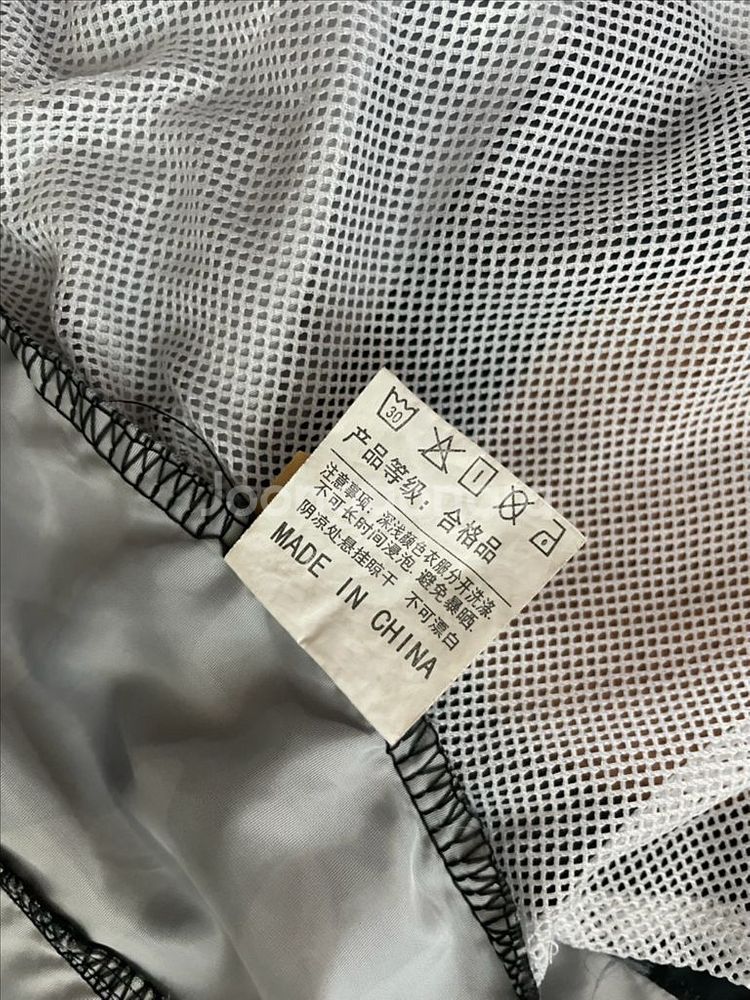 30
产品等级：合格品
注意事项：深浅颜色衣服分开洗涤.
不可长时间浸泡.避免暴晒.
阴凉处悬挂晾干 不可漂白
MADE IN CHINA